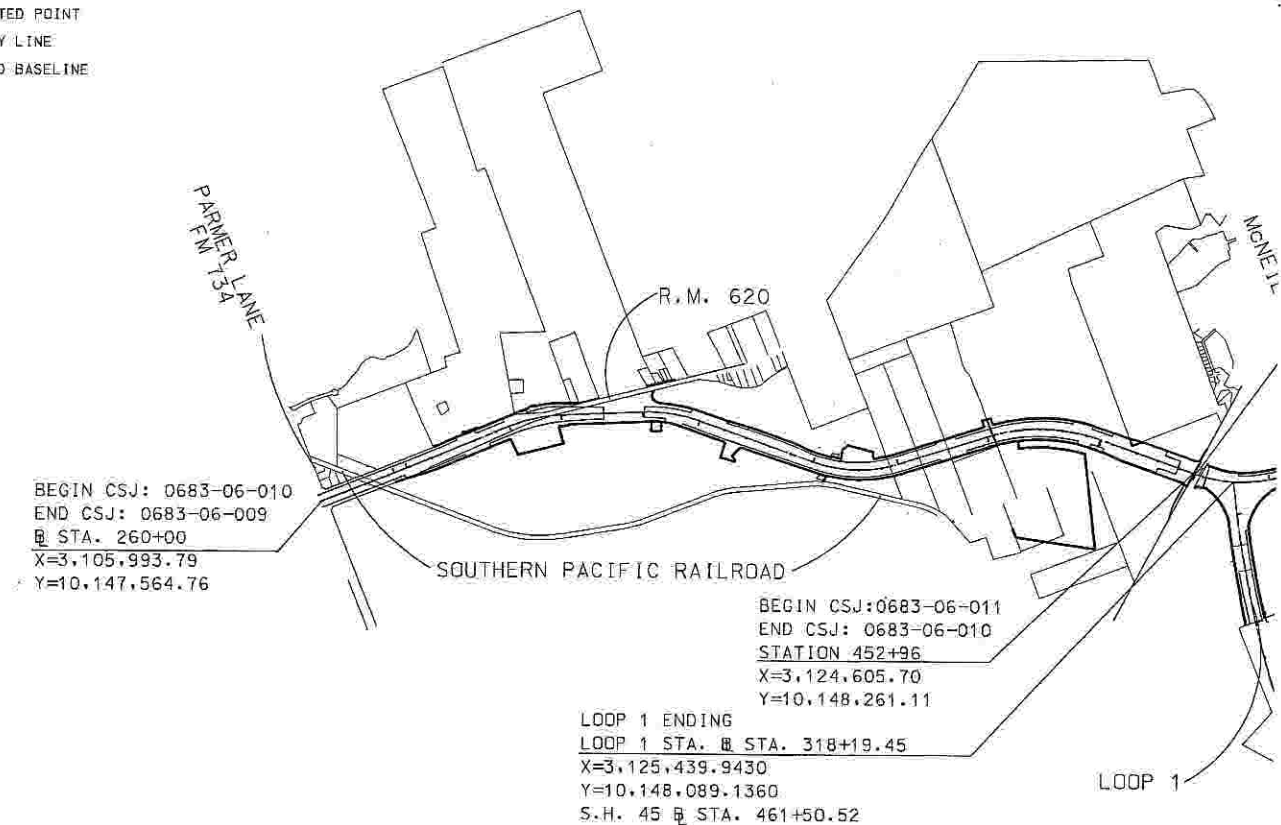 TED POINT
Y LINE
D BASELINE
PARMER LANE
FM 734
R.M. 620
MCNEIL
BEGIN CSJ: 0683-06-010
END CSJ: 0683-06-009
BL STA. 260+00
X=3,105,993.79
Y=10,147,564.76
SOUTHERN PACIFIC RAILROAD
BEGIN CSJ:0683-06-011
END CSJ: 0683-06-010
STATION 452+96
X=3,124,605.70
Y=10,148,261.11
LOOP 1 ENDING
LOOP 1 STA. BL STA. 318+19.45
X=3,125,439.9430
Y=10,148,089.1360
S.H. 45 BL STA. 461+50.52
LOOP 1